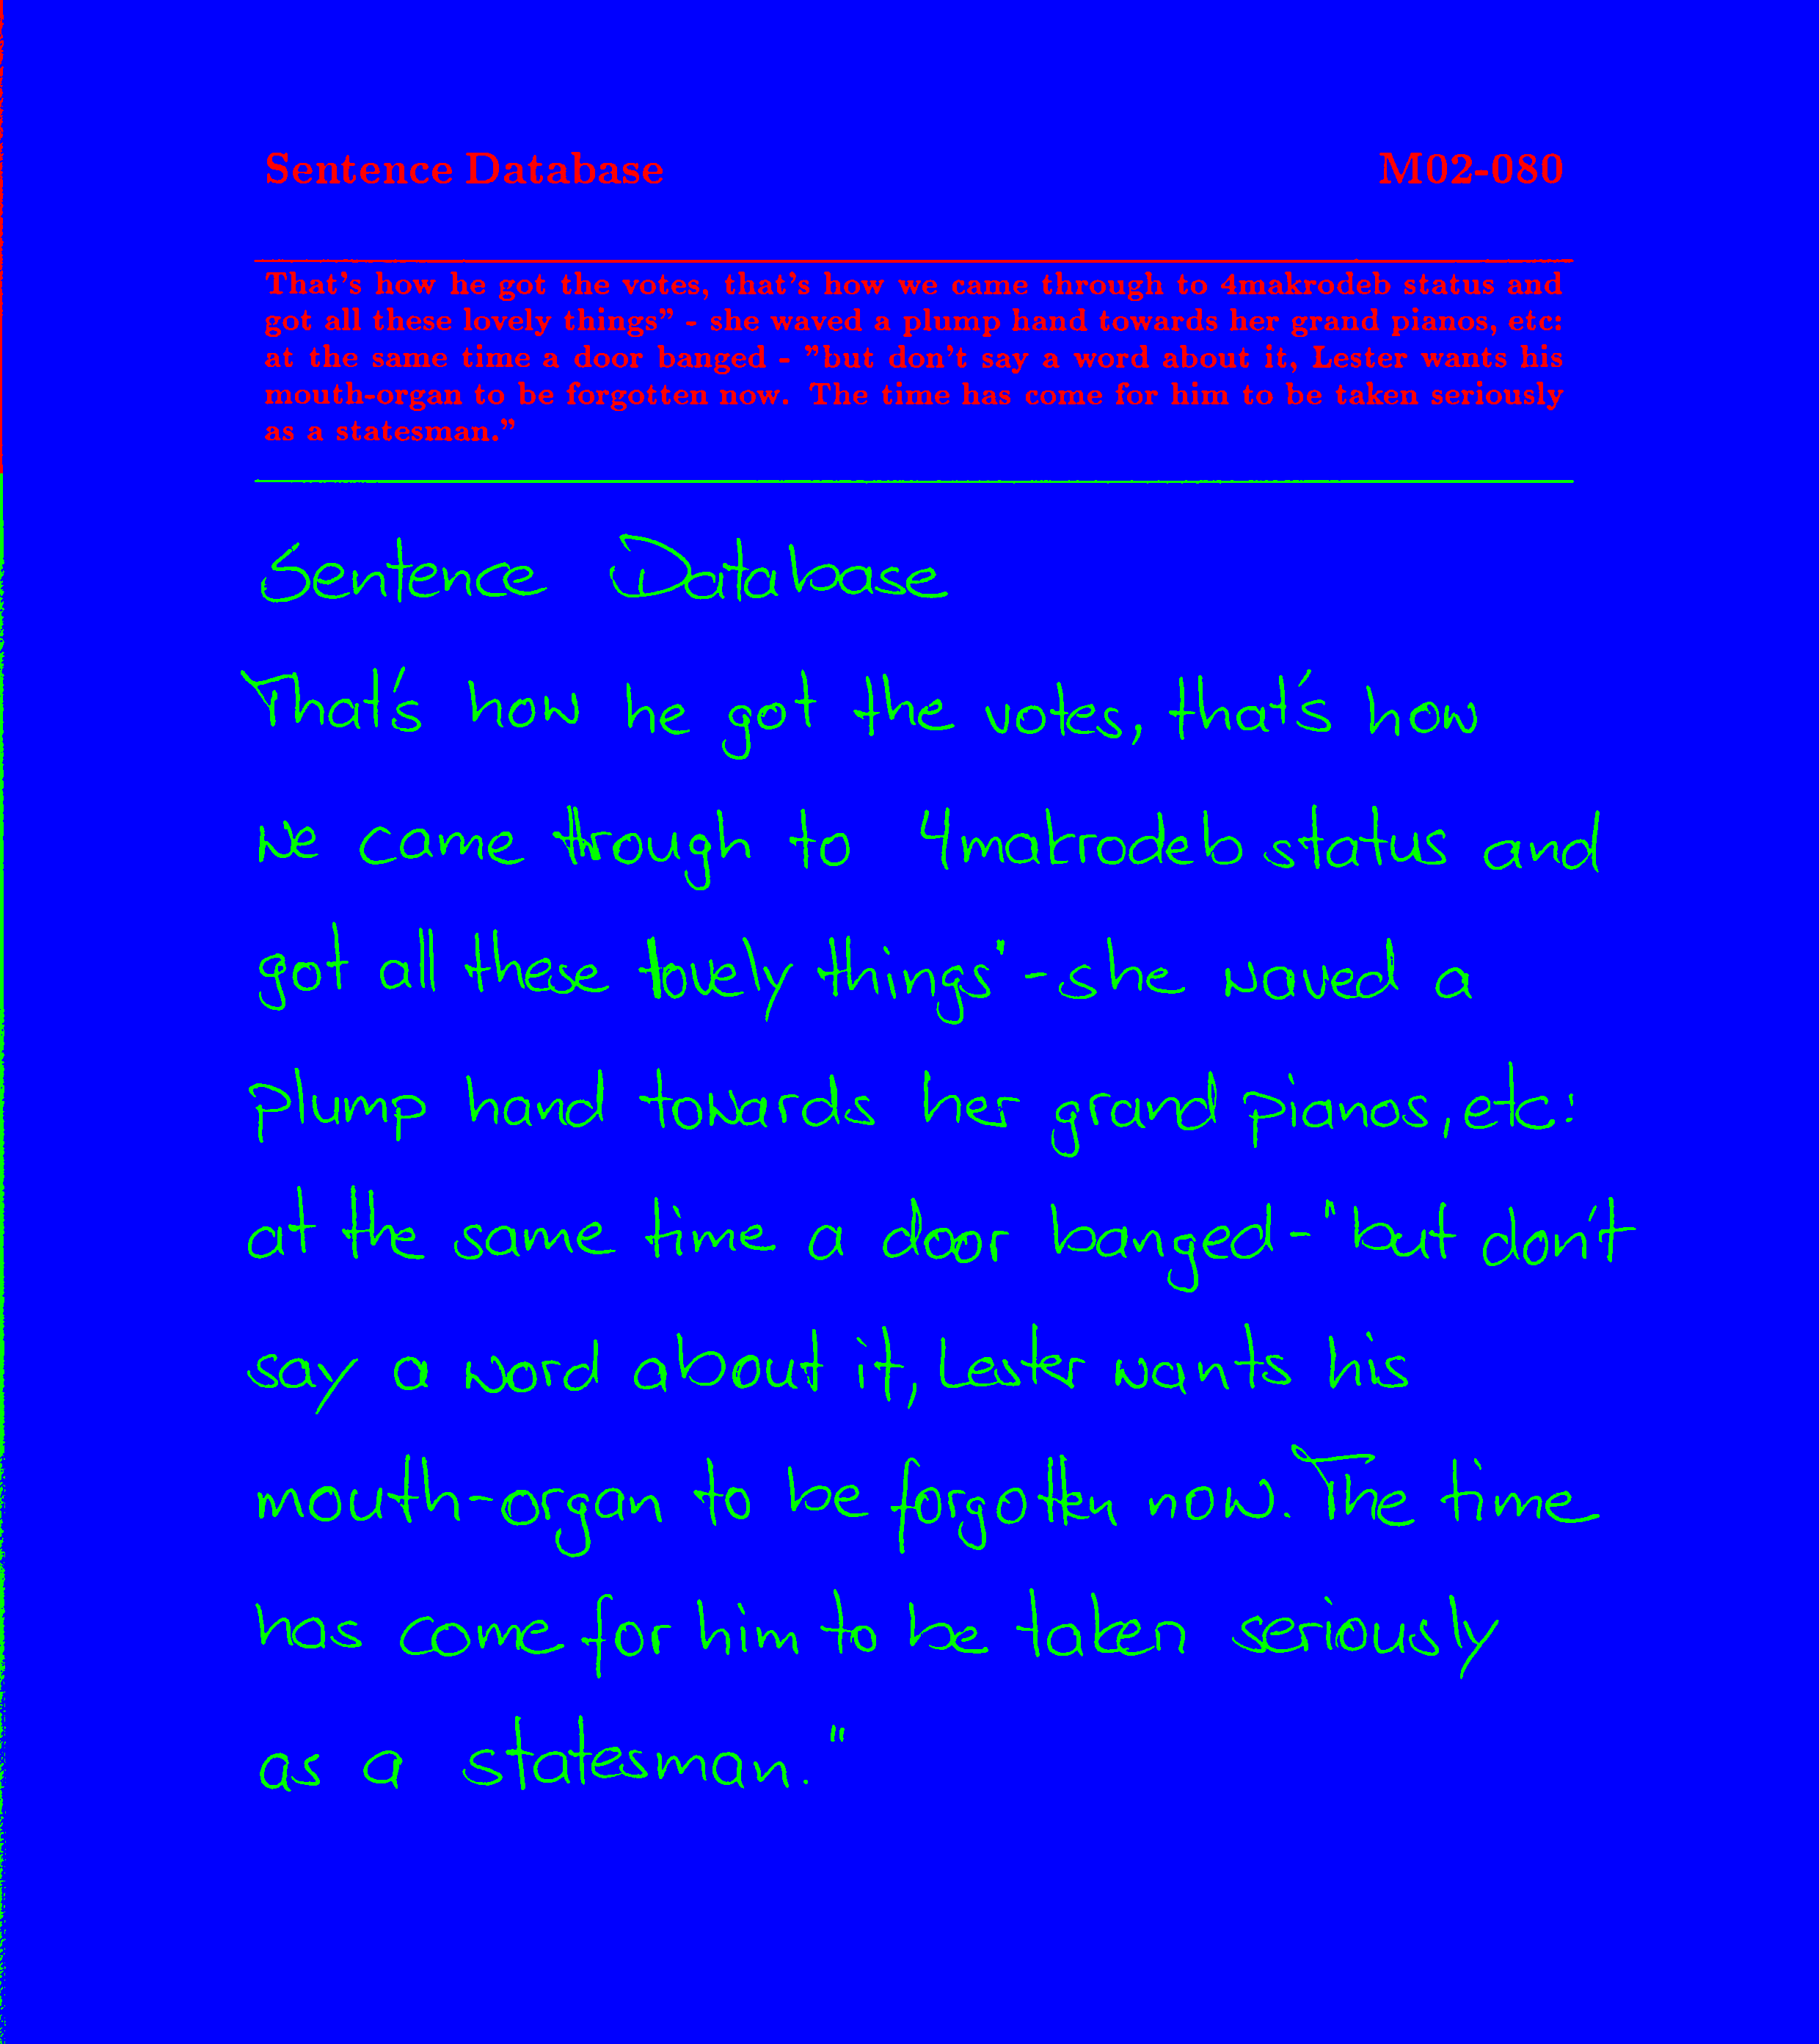 Sentence Database M02-080
That's how he got the votes, that's how we came through to 4makrodeb status and
got all these lovely things" - she waved a plump hand towards her grand pianos, etc:
at the same time a door banged - "but don't say a word about it, Lester wants his
mouth-organ to be forgotten now. The time has come for him to be taken seriously
as a statesman."
Sentence Database
That's how he got the votes, that's how
we came through to 4makrodeb status and
got all these lovely things" - she waved a
plump hand towards her grand pianos, etc:
at the same time a door banged - "but don't
say a word about it, Lester wants his
mouth-organ to be forgotten now. The time
has come for him to be taken seriously
as a statesman."